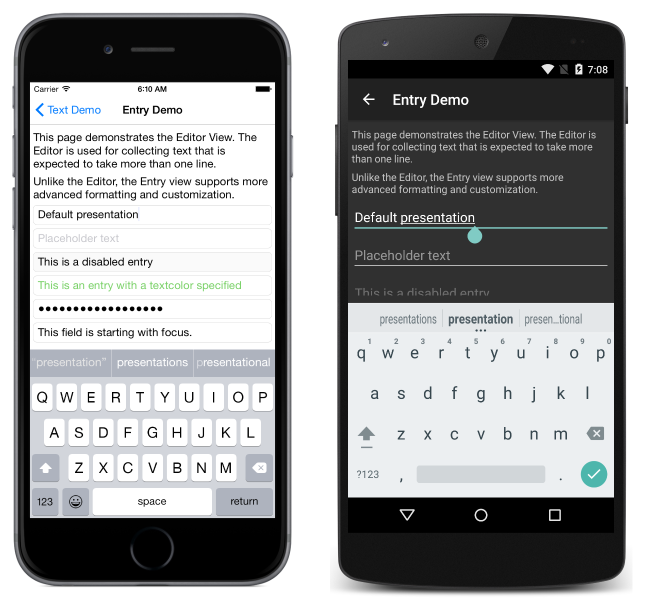 Carrier 6:10 AM
Text Demo Entry Demo
This page demonstrates the Editor View. The
Editor is used for collecting text that is
expected to take more than one line.
Unlike the Editor, the Entry view supports more
advanced formatting and customization.
Default presentation
Placeholder text
This is a disabled entry
This is an entry with a textcolor specified
●●●●●●●●●●●●●●●●●●
This field is starting with focus.
"presentation" presentations presentational
Q W E R T Y U I O P
A S D F G H J K L
Z X C V B N M
123 space return
7:08
Entry Demo
This page demonstrates the Editor View. The Editor is
used for collecting text that is expected to take more
than one line.
Unlike the Editor, the Entry view supports more
advanced formatting and customization.
Default presentation
Placeholder text
This is a disabled entry
presentations presentation presen...tional
1 2 3 4 5 6 7 8 9 0
q w e r t y u i o p
a s d f g h j k l
z x c v b n m
?123 , .